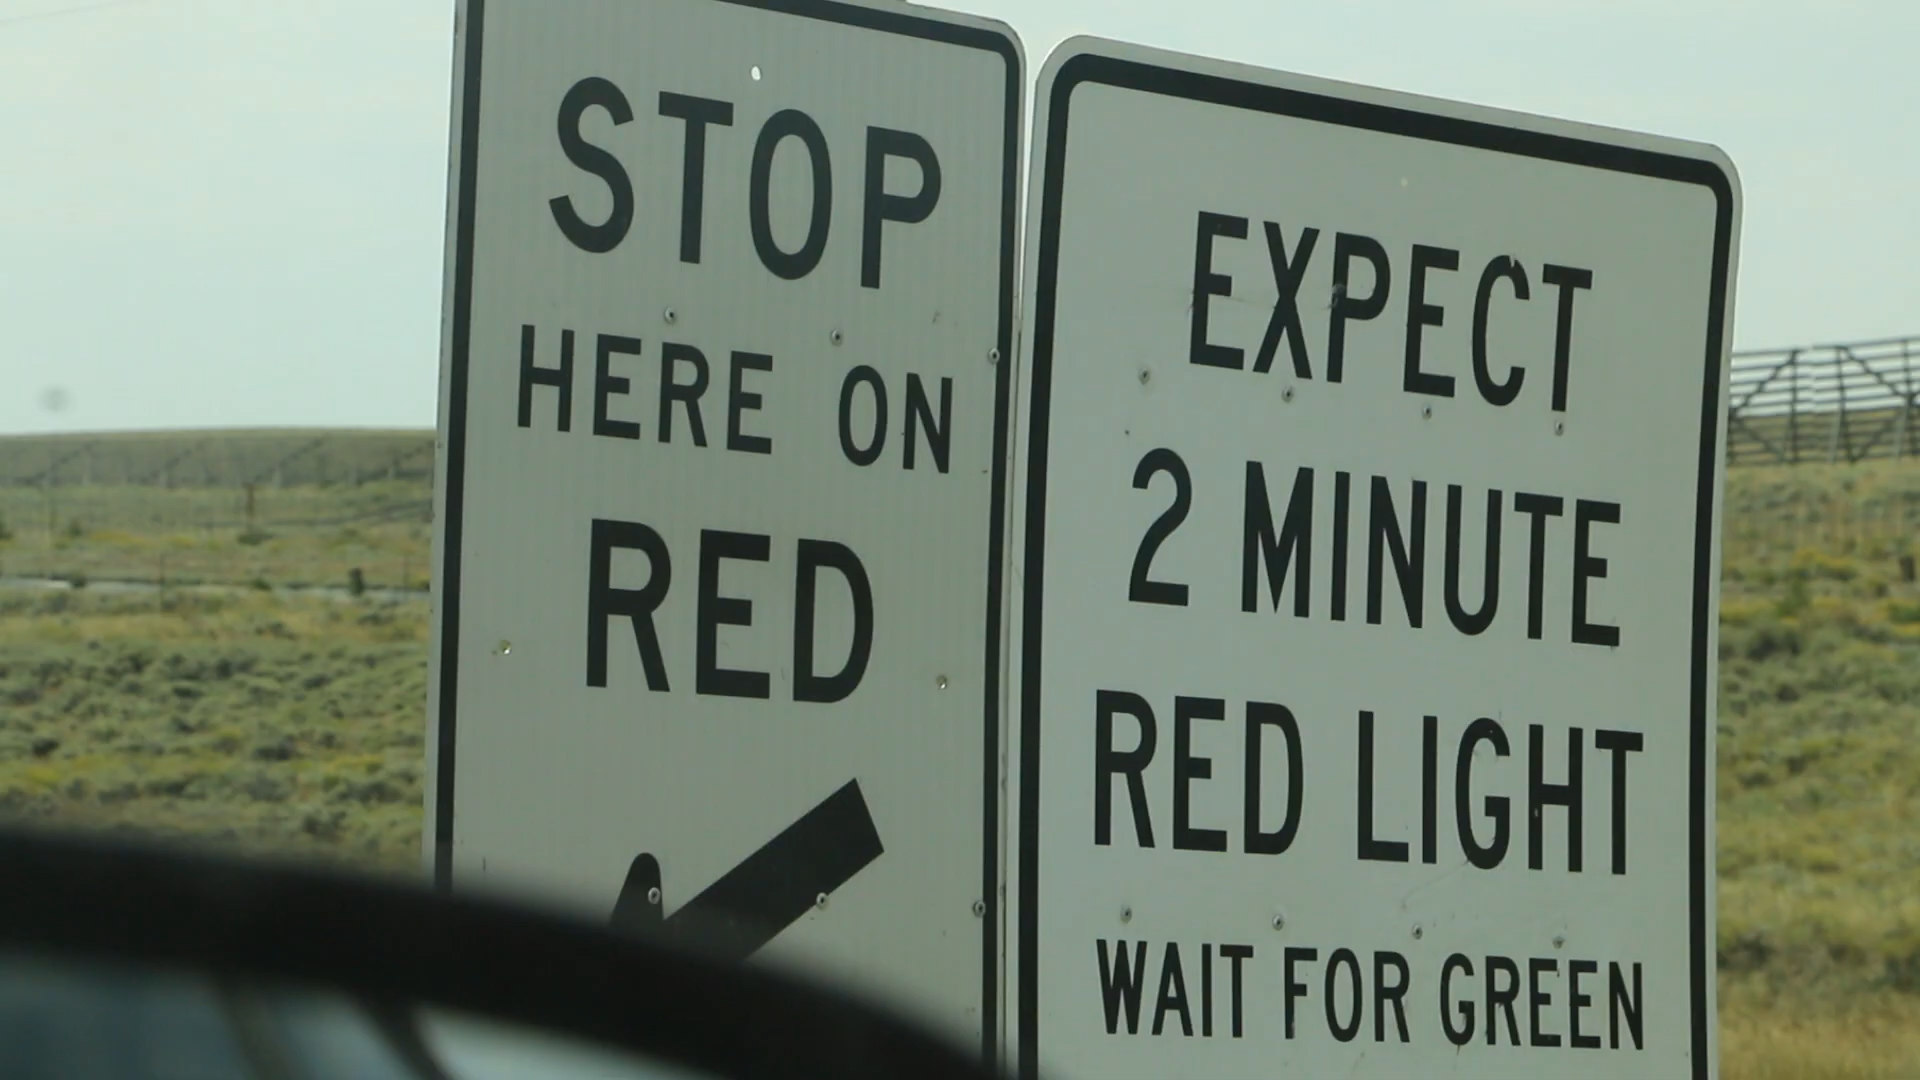 STOP
HERE ON
RED
EXPECT
2 MINUTE
RED LIGHT
WAIT FOR GREEN